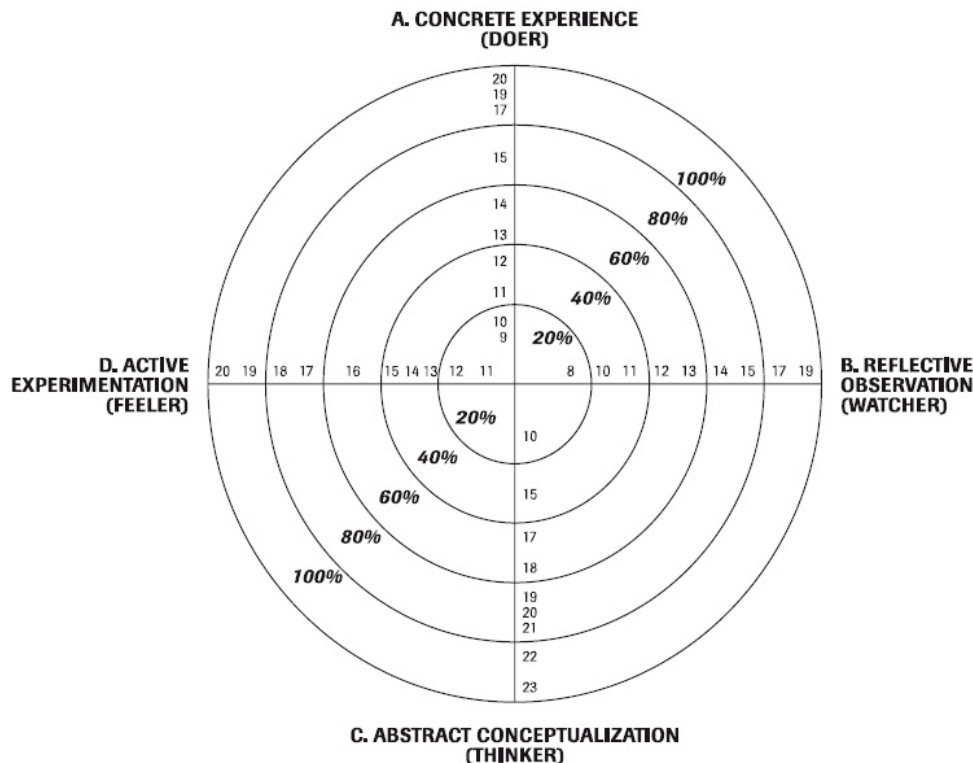 A. CONCRETE EXPERIENCE
(DOER)
20
19
17
15
100%
14
80%
13
60%
12
40%
11
10
20%
9
D. ACTIVE
EXPERIMENTATION
(FEELER)
20 19 18 17 16 15 14 13 12 11 8 10 11 12 13 14 15 17 19
B. REFLECTIVE
OBSERVATION
(WATCHER)
20%
10
40%
60%
15
80%
17
100%
18
19
20
21
22
23
C. ABSTRACT CONCEPTUALIZATION
(THINKER)